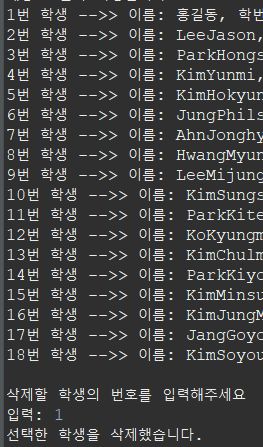 1번 학생 -->> 이름: 홍길동, 학번
2번 학생 -->> 이름: LeeJason,
3번 학생 -->> 이름: ParkHongs
4번 학생 -->> 이름: KimYunmi,
5번 학생 -->> 이름: KimHokyun
6번 학생 -->> 이름: JungPhils
7번 학생 -->> 이름: AhnJonghy
8번 학생 -->> 이름: HwangMyun
9번 학생 -->> 이름: LeeMijung
10번 학생 -->> 이름: KimSungs
11번 학생 -->> 이름: ParkKite
12번 학생 -->> 이름: KoKyungm
13번 학생 -->> 이름: KimChulm
14번 학생 -->> 이름: ParkKiyo
15번 학생 -->> 이름: KimMinsu
16번 학생 -->> 이름: KimJungM
17번 학생 -->> 이름: JangGoyo
18번 학생 -->> 이름: KimSoyou
삭제할 학생의 번호를 입력해주세요
입력: 1
선택한 학생을 삭제했습니다.